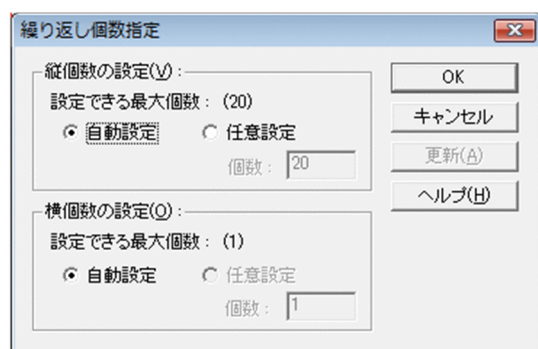 繰り返し個数指定
縦個数の設定(V):
設定できる最大個数: (20)
自動設定 任意設定
個数: 20
横個数の設定(O):
設定できる最大個数: (1)
自動設定 任意設定
個数: 1
OK
キャンセル
更新(A)
ヘルプ(H)